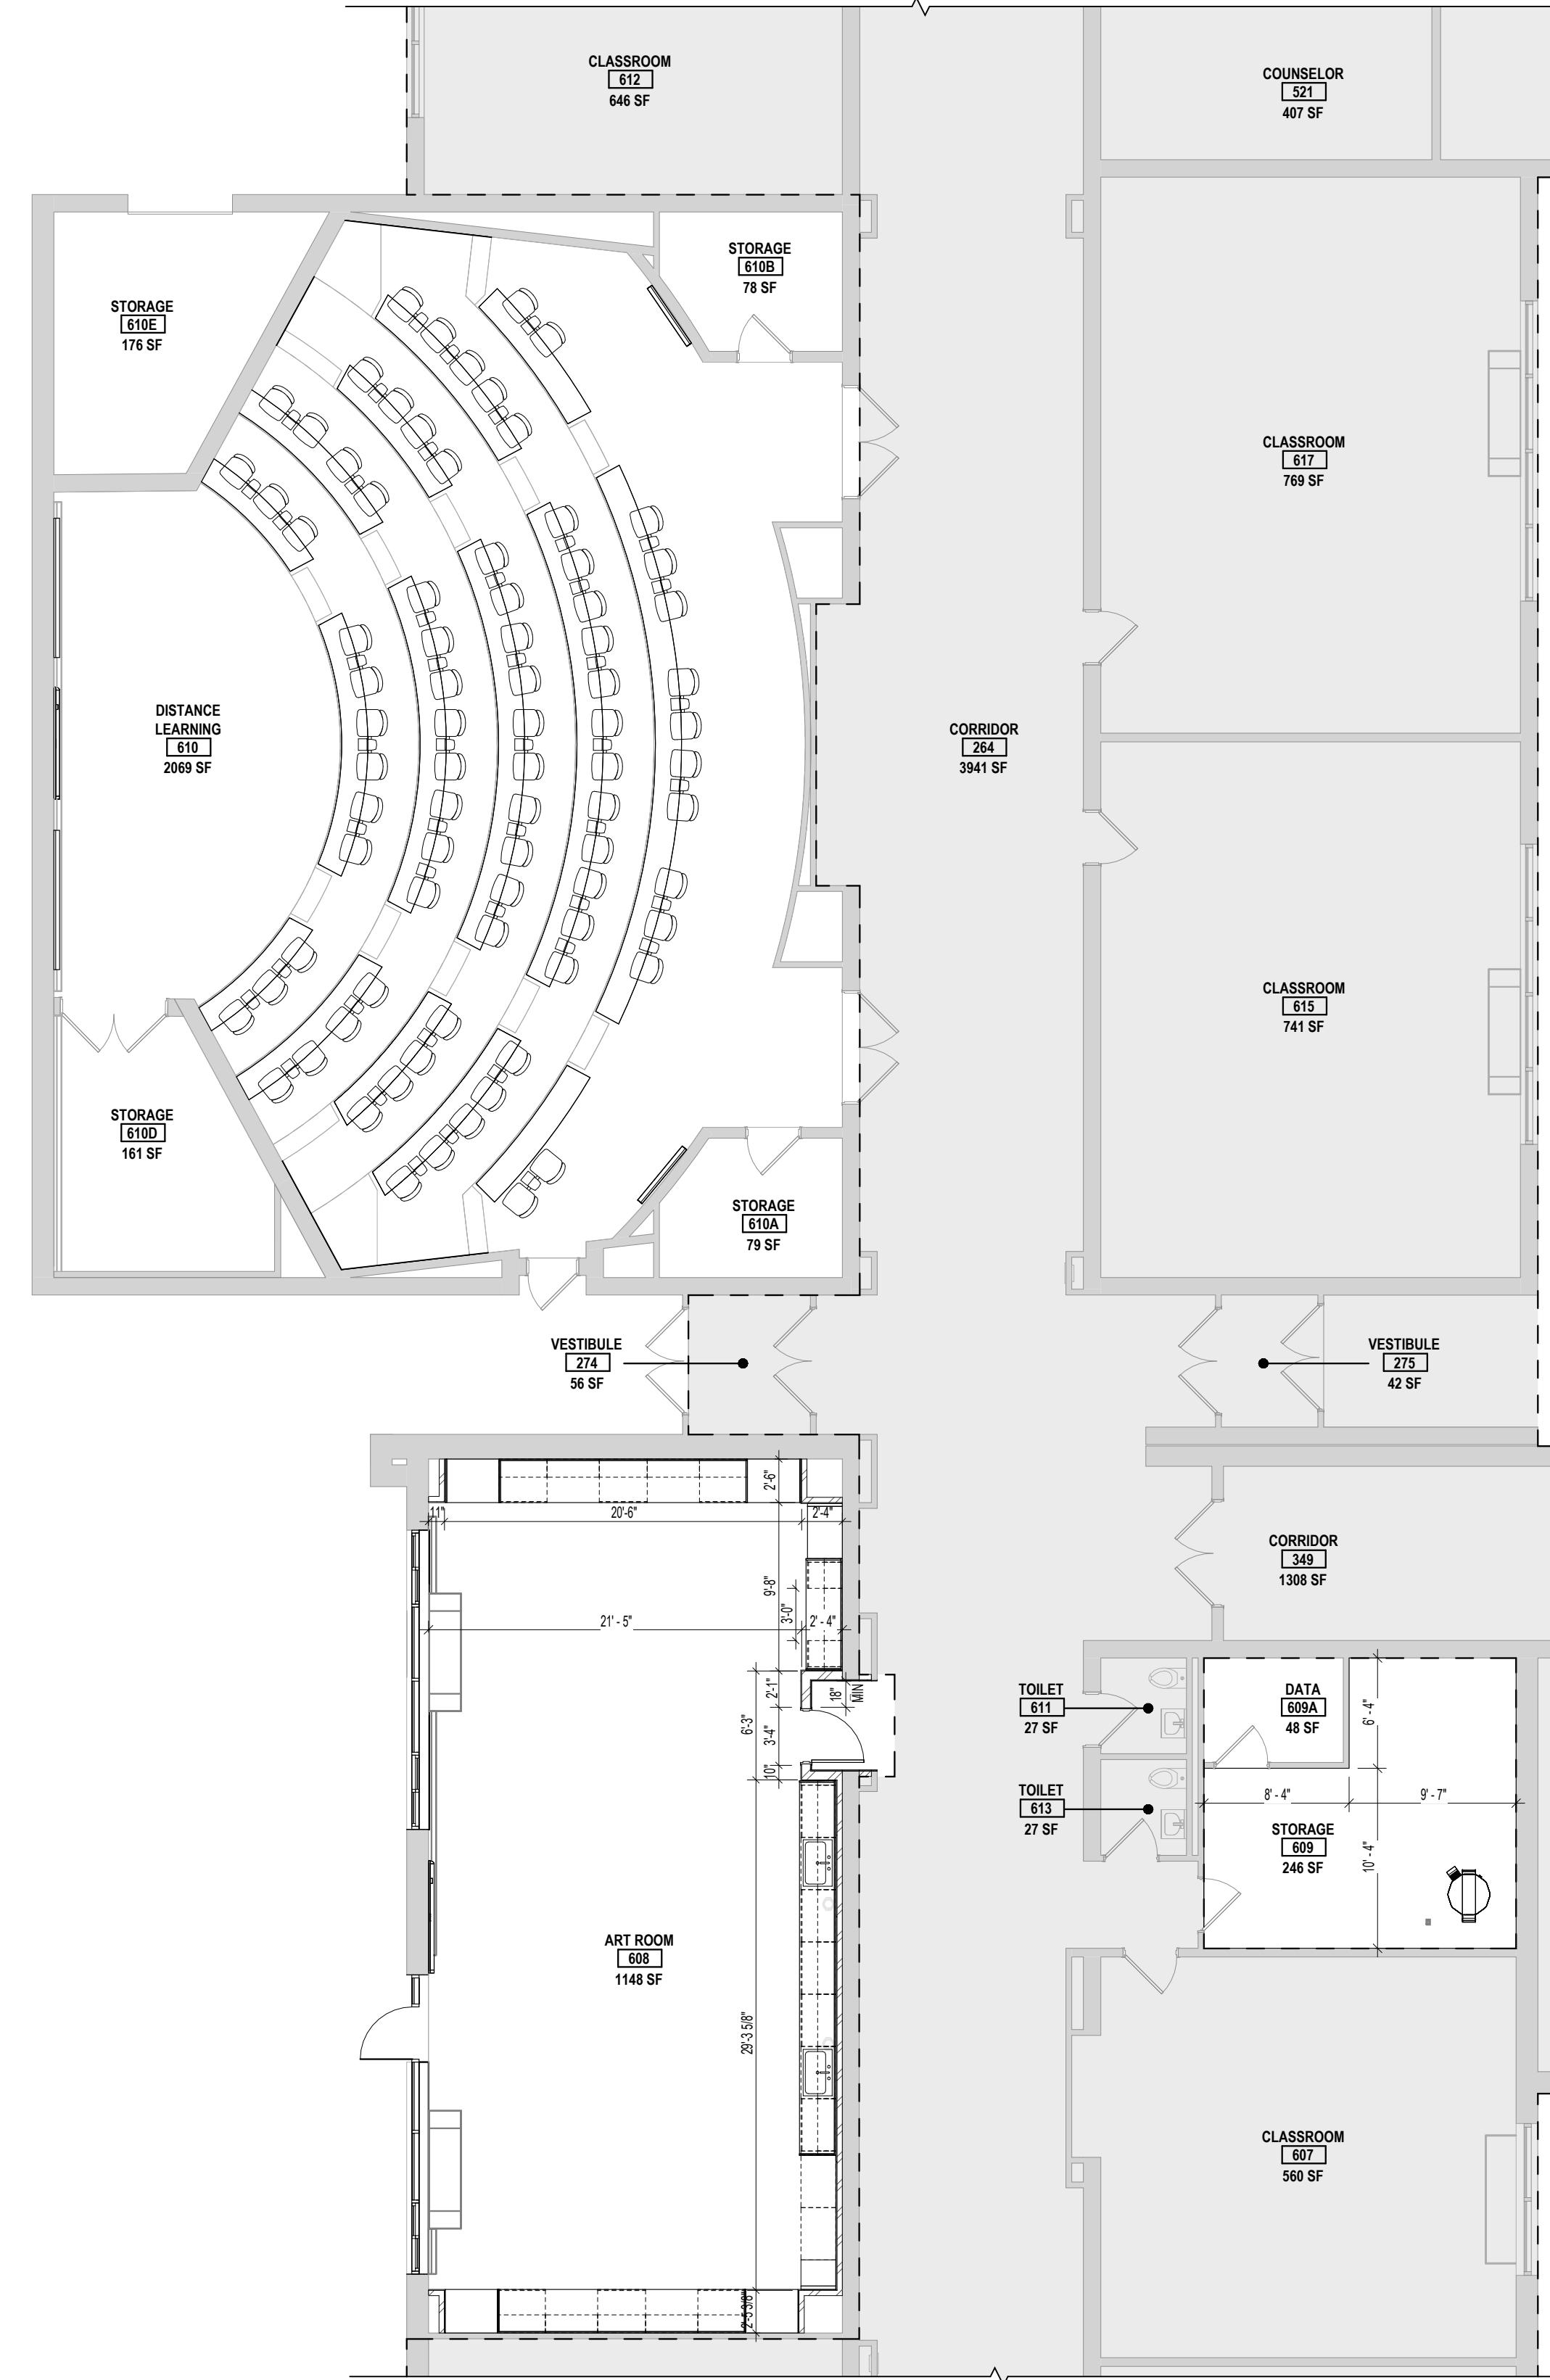 CLASSROOM
612
646 SF
COUNSELOR
521
407 SF
STORAGE
610B
78 SF
STORAGE
610E
176 SF
CLASSROOM
617
769 SF
DISTANCE
LEARNING
610
2069 SF
CORRIDOR
264
3941 SF
CLASSROOM
615
741 SF
STORAGE
610D
161 SF
STORAGE
610A
79 SF
VESTIBULE
274
56 SF
VESTIBULE
275
42 SF
2'-6"
11"
20'-6"
2'-4"
CORRIDOR
349
1308 SF
9'-8"
3'-0"
21' - 5"
2' - 4"
2'-1"
18"
MIN
6'-3"
3'-4"
10"
TOILET
611
27 SF
DATA
609A
48 SF
6' - 4"
TOILET
613
27 SF
8' - 4"
9' - 7"
STORAGE
609
246 SF
10' - 4"
ART ROOM
608
1148 SF
29'-3 5/8"
CLASSROOM
607
560 SF
2'-5 3/8"